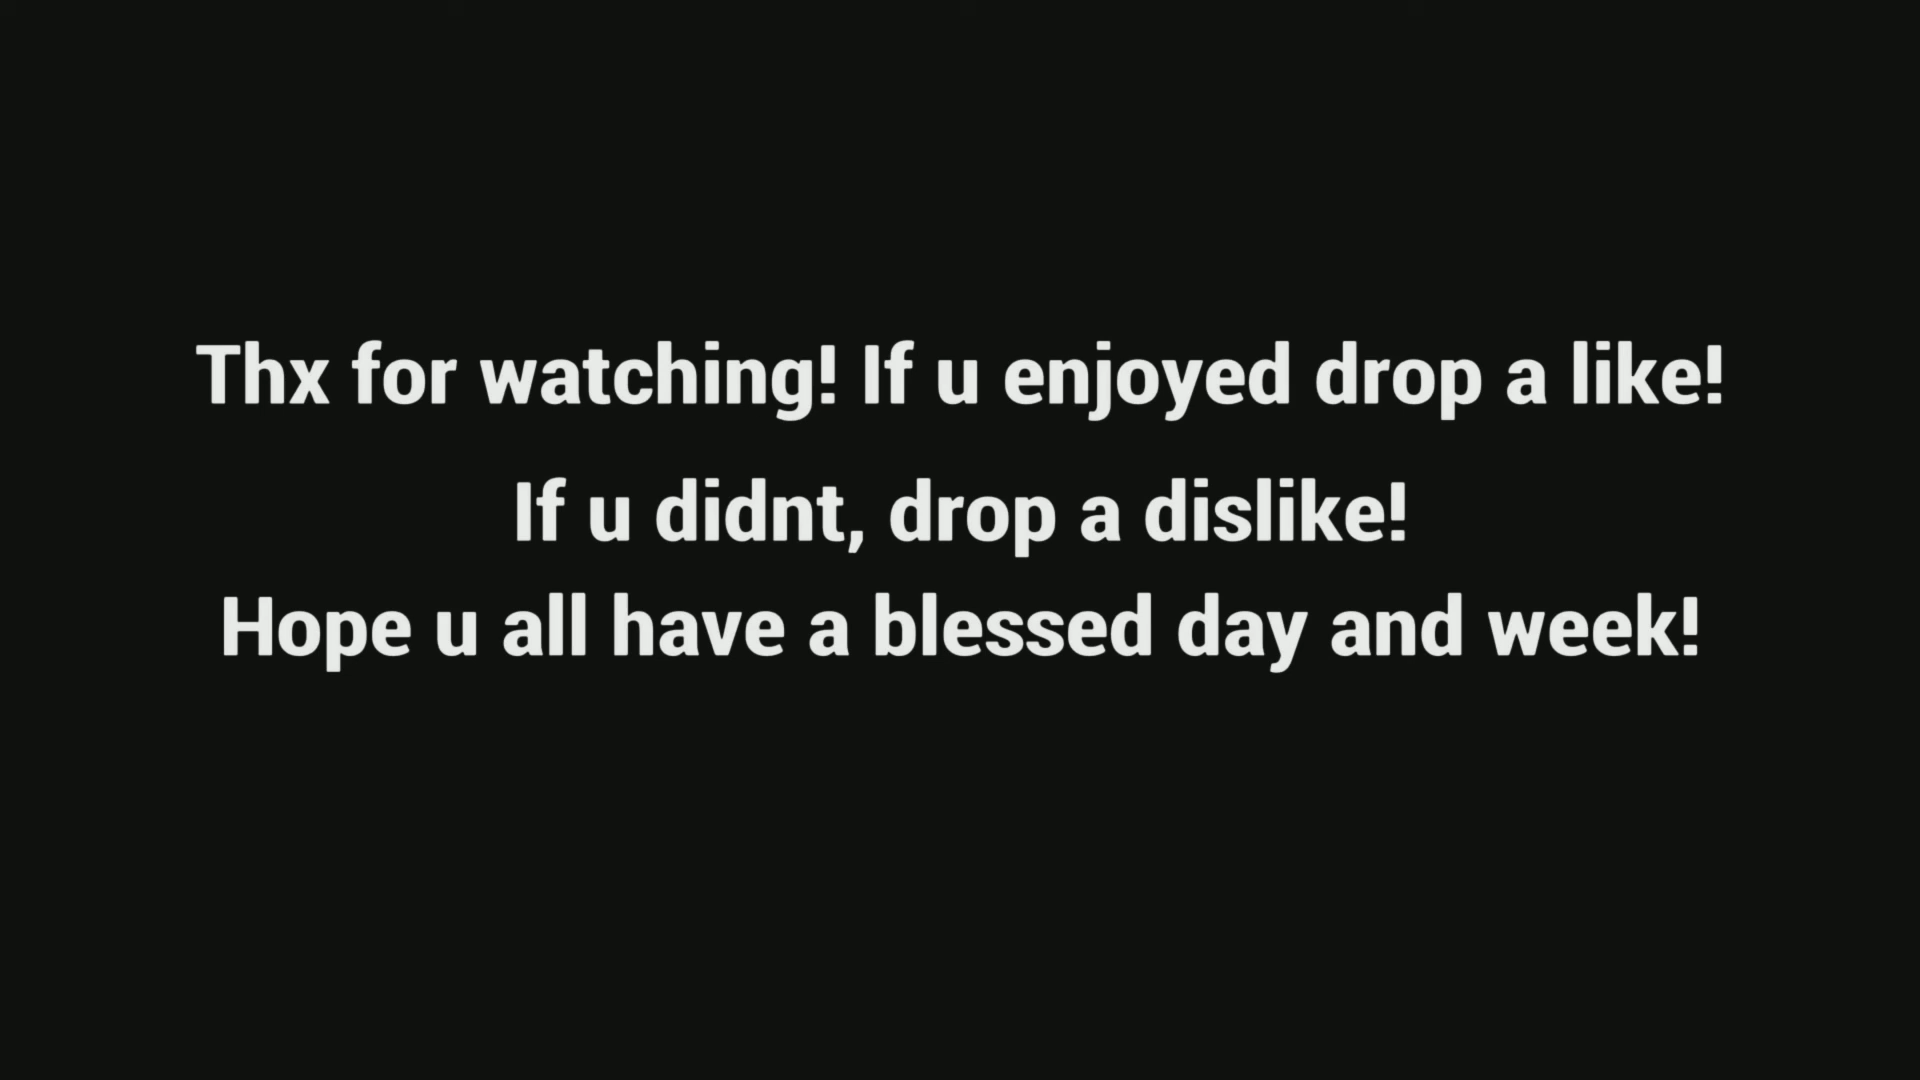 Thx for watching! If u enjoyed drop a like!
If u didnt, drop a dislike!
Hope u all have a blessed day and week!